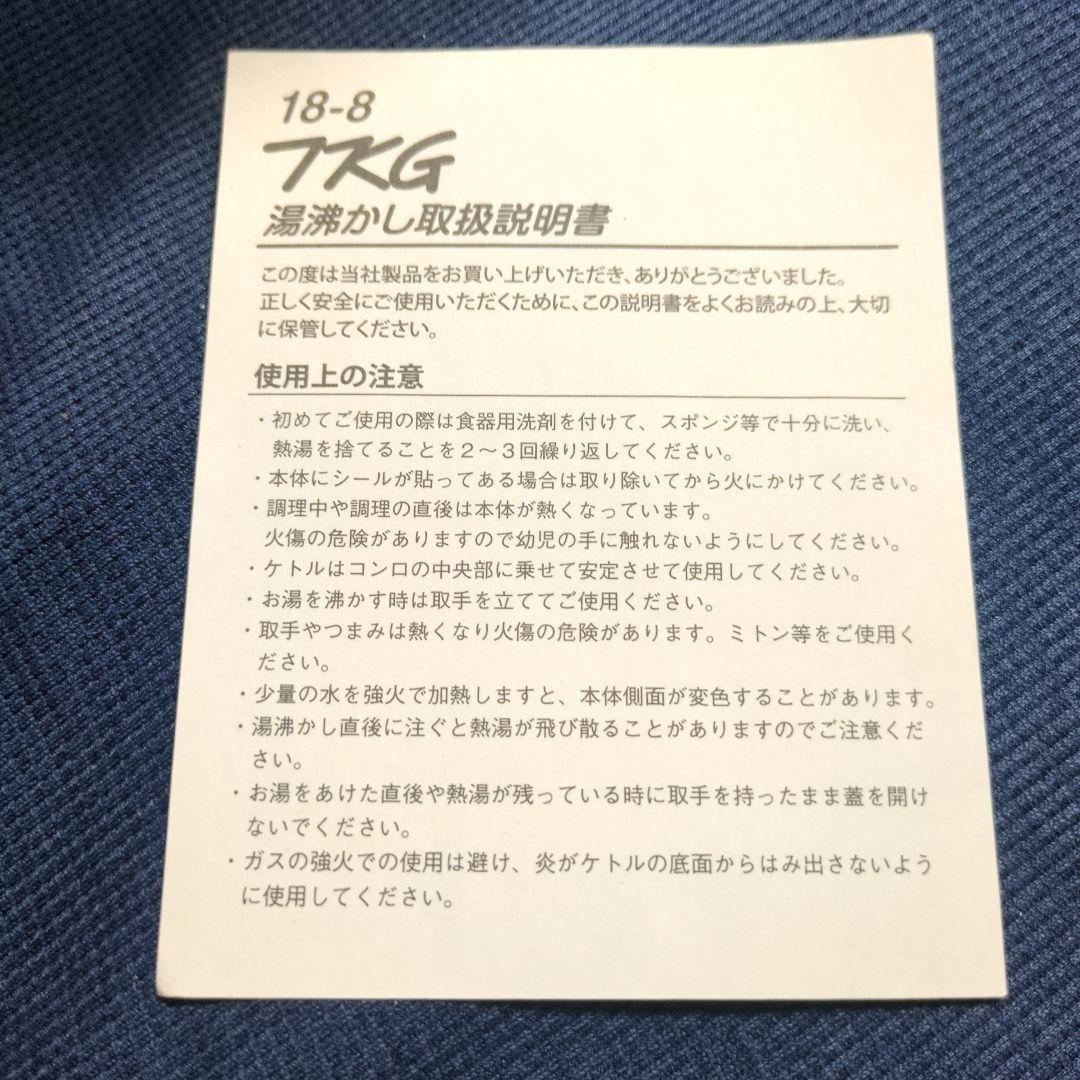 18-8
TKG
湯沸かし取扱説明書
この度は当社製品をお買い上げいただき、ありがとうございました。
正しく安全にご使用いただくために、この説明書をよくお読みの上、大切
に保管してください。
使用上の注意
・初めてご使用の際は食器用洗剤を付けて、スポンジ等で十分に洗い、
熱湯を捨てることを2～3回繰り返してください。
・本体にシールが貼ってある場合は取り除いてから火にかけてください。
・調理中や調理の直後は本体が熱くなっています。
火傷の危険がありますので幼児の手に触れないようにしてください。
・ケトルはコンロの中央部に乗せて安定させて使用してください。
・お湯を沸かす時は取手を立ててご使用ください。
・取手やつまみは熱くなり火傷の危険があります。ミトン等をご使用く
ださい。
・少量の水を強火で加熱しますと、本体側面が変色することがあります。
・湯沸かし直後に注ぐと熱湯が飛び散ることがありますのでご注意くだ
さい。
・お湯をあけた直後や熱湯が残っている時に取手を持ったまま蓋を開け
ないでください。
・ガスの強火での使用は避け、炎がケトルの底面からはみ出さないよう
に使用してください。